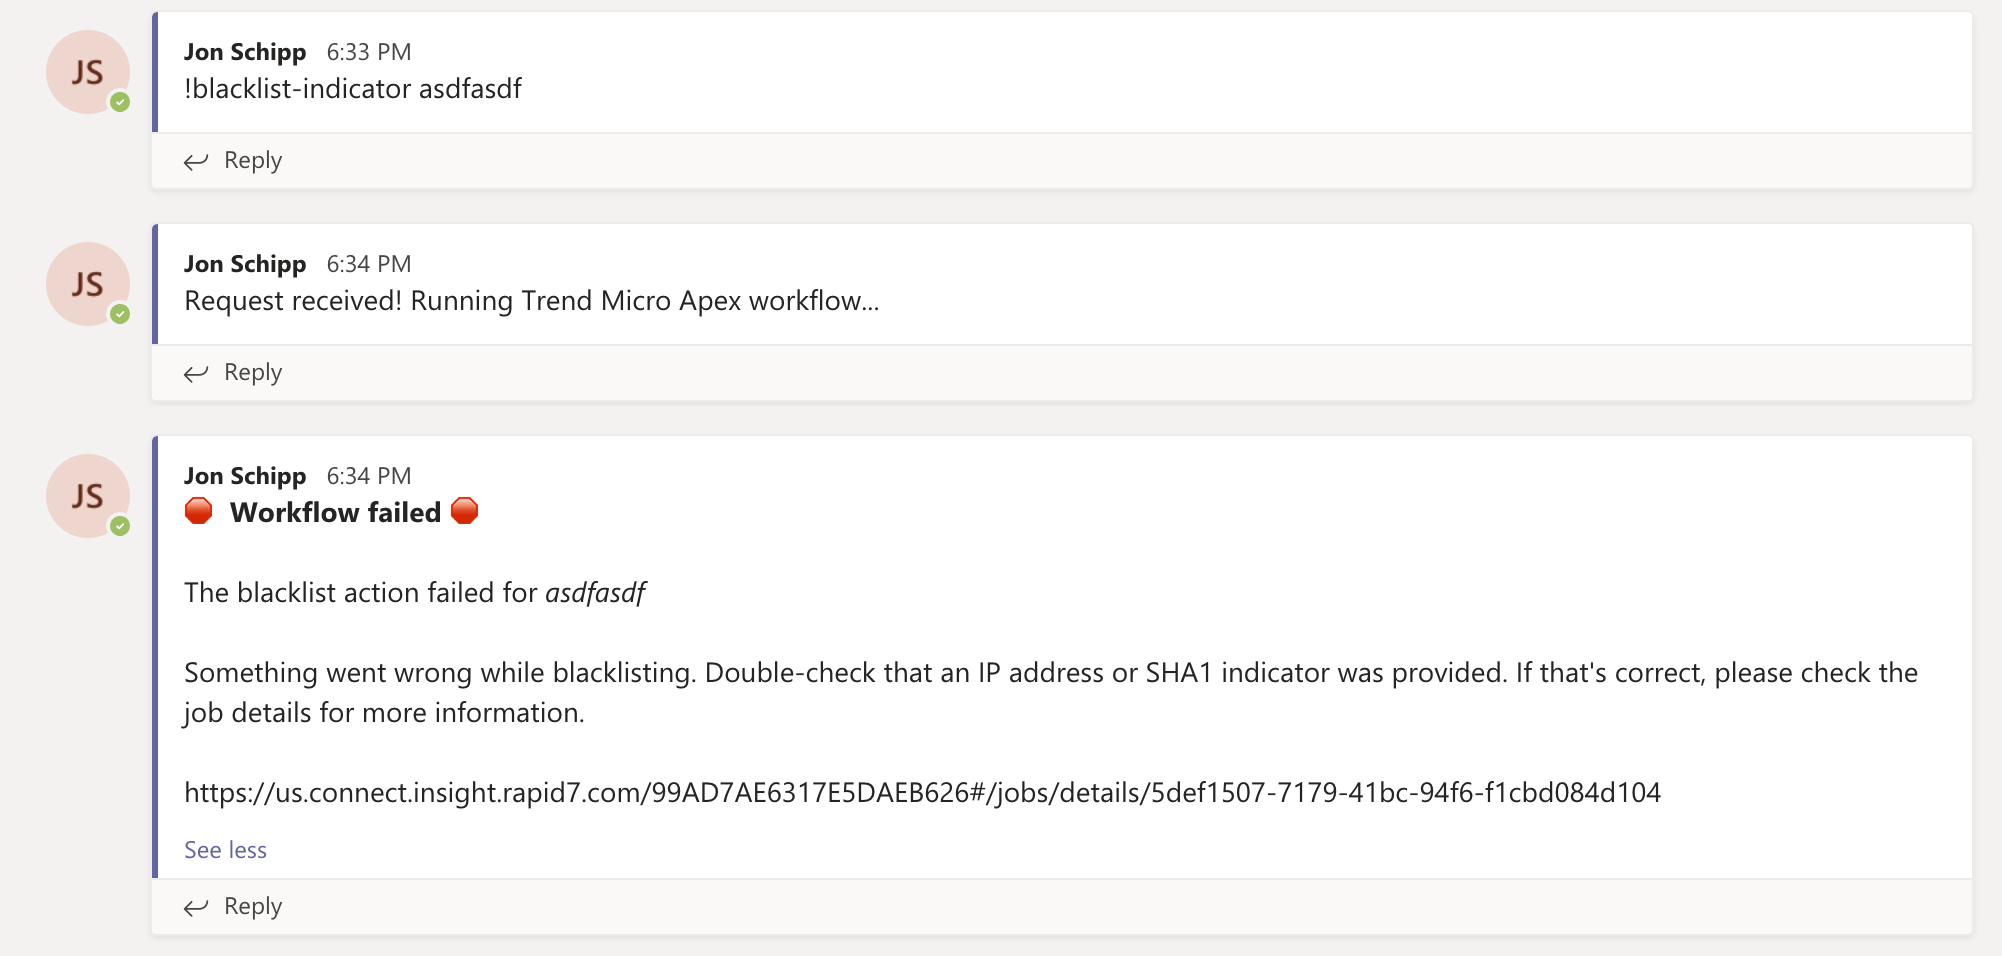 JS
Jon Schipp 6:33 PM
!blacklist-indicator asdfasdf
Reply
JS
Jon Schipp 6:34 PM
Request received! Running Trend Micro Apex workflow...
Reply
JS
Jon Schipp 6:34 PM
🛑 Workflow failed 🛑
The blacklist action failed for asdfasdf
Something went wrong while blacklisting. Double-check that an IP address or SHA1 indicator was provided. If that's correct, please check the
job details for more information.
https://us.connect.insight.rapid7.com/99AD7AE6317E5DAEB626#/jobs/details/5def1507-7179-41bc-94f6-f1cbd084d104
See less
Reply